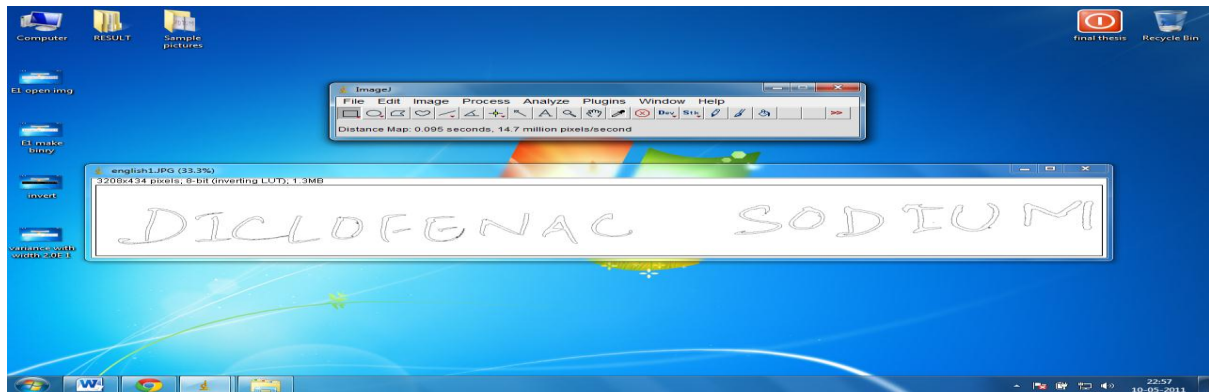 Computer
RESULT
Sample pictures
final thesis
Recycle Bin
E1 open img
ImageJ
File Edit Image Process Analyze Plugins Window Help
Dev Stk >>
Distance Map: 0.095 seconds, 14.7 million pixels/second
E1 make binry
english1.JPG (33.3%)
3208x434 pixels; 8-bit (inverting LUT); 1.3MB
invert
DICLOFENAC SODIUM
variance with width 2.0E 1
22:57
10-05-2011